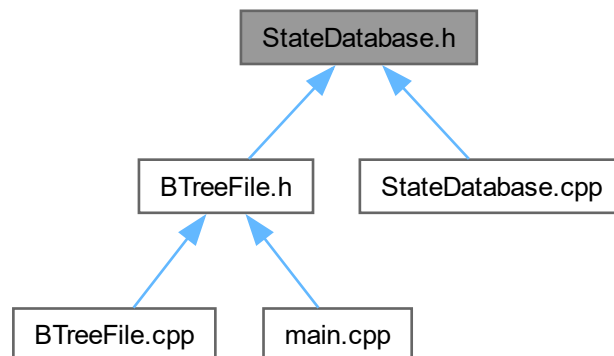 StateDatabase.h
BTreeFile.h
StateDatabase.cpp
BTreeFile.cpp
main.cpp